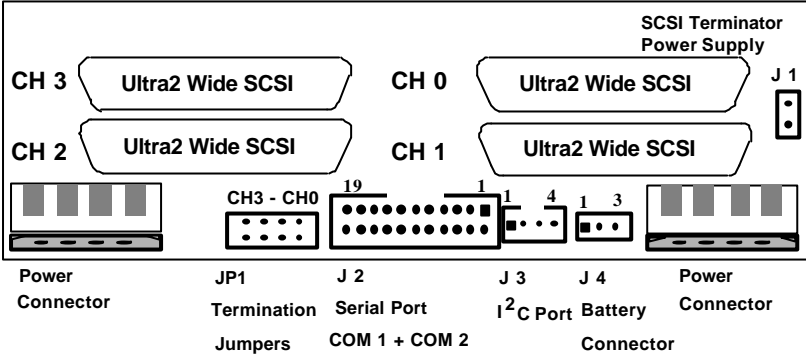 SCSI Terminator
Power Supply
J 1
CH 3
Ultra2 Wide SCSI
CH 0
Ultra2 Wide SCSI
CH 2
Ultra2 Wide SCSI
CH 1
Ultra2 Wide SCSI
CH3 - CH0
19
1
1
4
1
3
Power
Connector
JP1
Termination
Jumpers
J 2
Serial Port
COM 1 + COM 2
J 3
I²C Port
J 4
Battery
Connector
Power
Connector